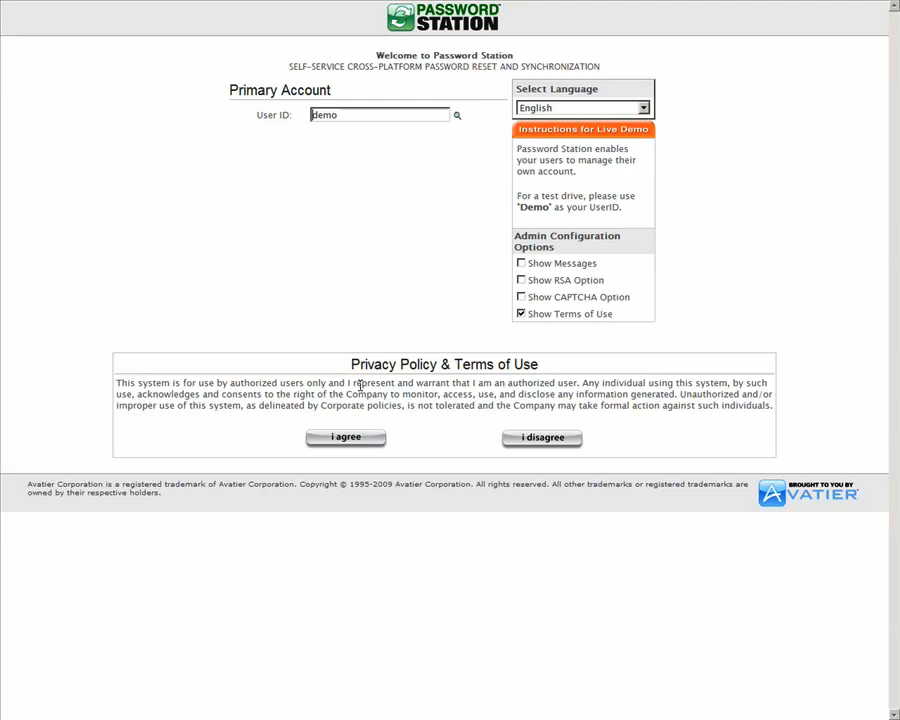 PASSWORD
STATION
Welcome to Password Station
SELF-SERVICE CROSS-PLATFORM PASSWORD RESET AND SYNCHRONIZATION
Primary Account
User ID:
demo
Select Language
English
Instructions for Live Demo
Password Station enables
your users to manage their
own account.
For a test drive, please use
"Demo" as your UserID.
Admin Configuration
Options
Show Messages
Show RSA Option
Show CAPTCHA Option
Show Terms of Use
Privacy Policy & Terms of Use
This system is for use by authorized users only and I represent and warrant that I am an authorized user. Any individual using this system, by such
use, acknowledges and consents to the right of the Company to monitor, access, use, and disclose any information generated. Unauthorized and/or
improper use of this system, as delineated by Corporate policies, is not tolerated and the Company may take formal action against such individuals.
i agree
i disagree
Avatier Corporation is a registered trademark of Avatier Corporation. Copyright © 1995-2009 Avatier Corporation. All rights reserved. All other trademarks or registered trademarks are
owned by their respective holders.
BROUGHT TO YOU BY
AVATIER